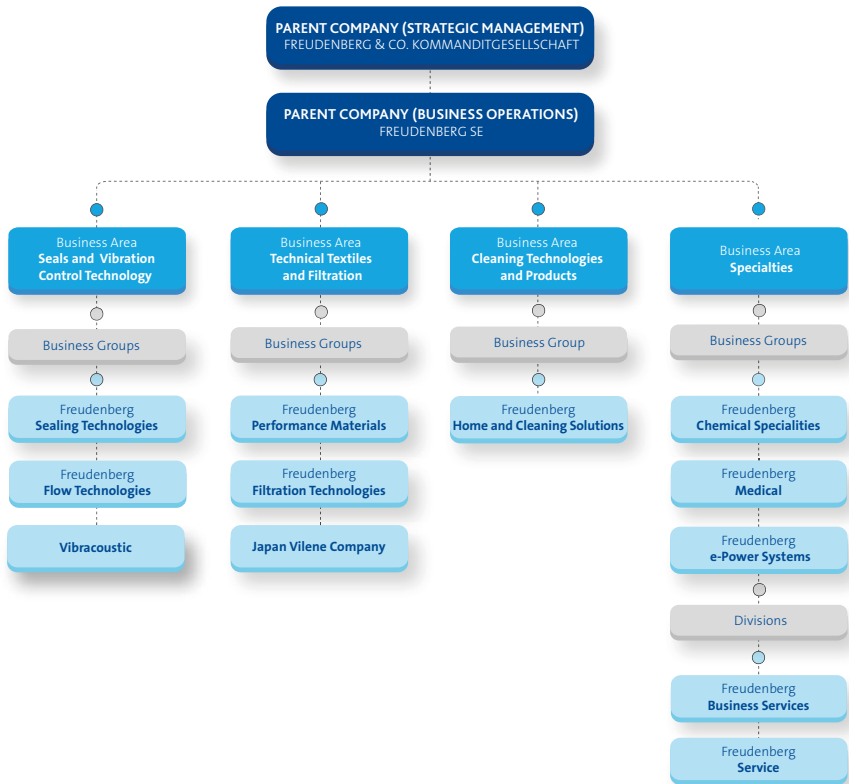 PARENT COMPANY (STRATEGIC MANAGEMENT)
FREUDENBERG & CO. KOMMANDITGESELLSCHAFT
PARENT COMPANY (BUSINESS OPERATIONS)
FREUDENBERG SE
Business Area
Seals and Vibration
Control Technology
Business Groups
Freudenberg
Sealing Technologies
Freudenberg
Flow Technologies
Vibracoustic
Business Area
Technical Textiles
and Filtration
Business Groups
Freudenberg
Performance Materials
Freudenberg
Filtration Technologies
Japan Vilene Company
Business Area
Cleaning Technologies
and Products
Business Group
Freudenberg
Home and Cleaning Solutions
Business Area
Specialties
Business Groups
Freudenberg
Chemical Specialities
Freudenberg
Medical
Freudenberg
e-Power Systems
Divisions
Freudenberg
Business Services
Freudenberg
Service